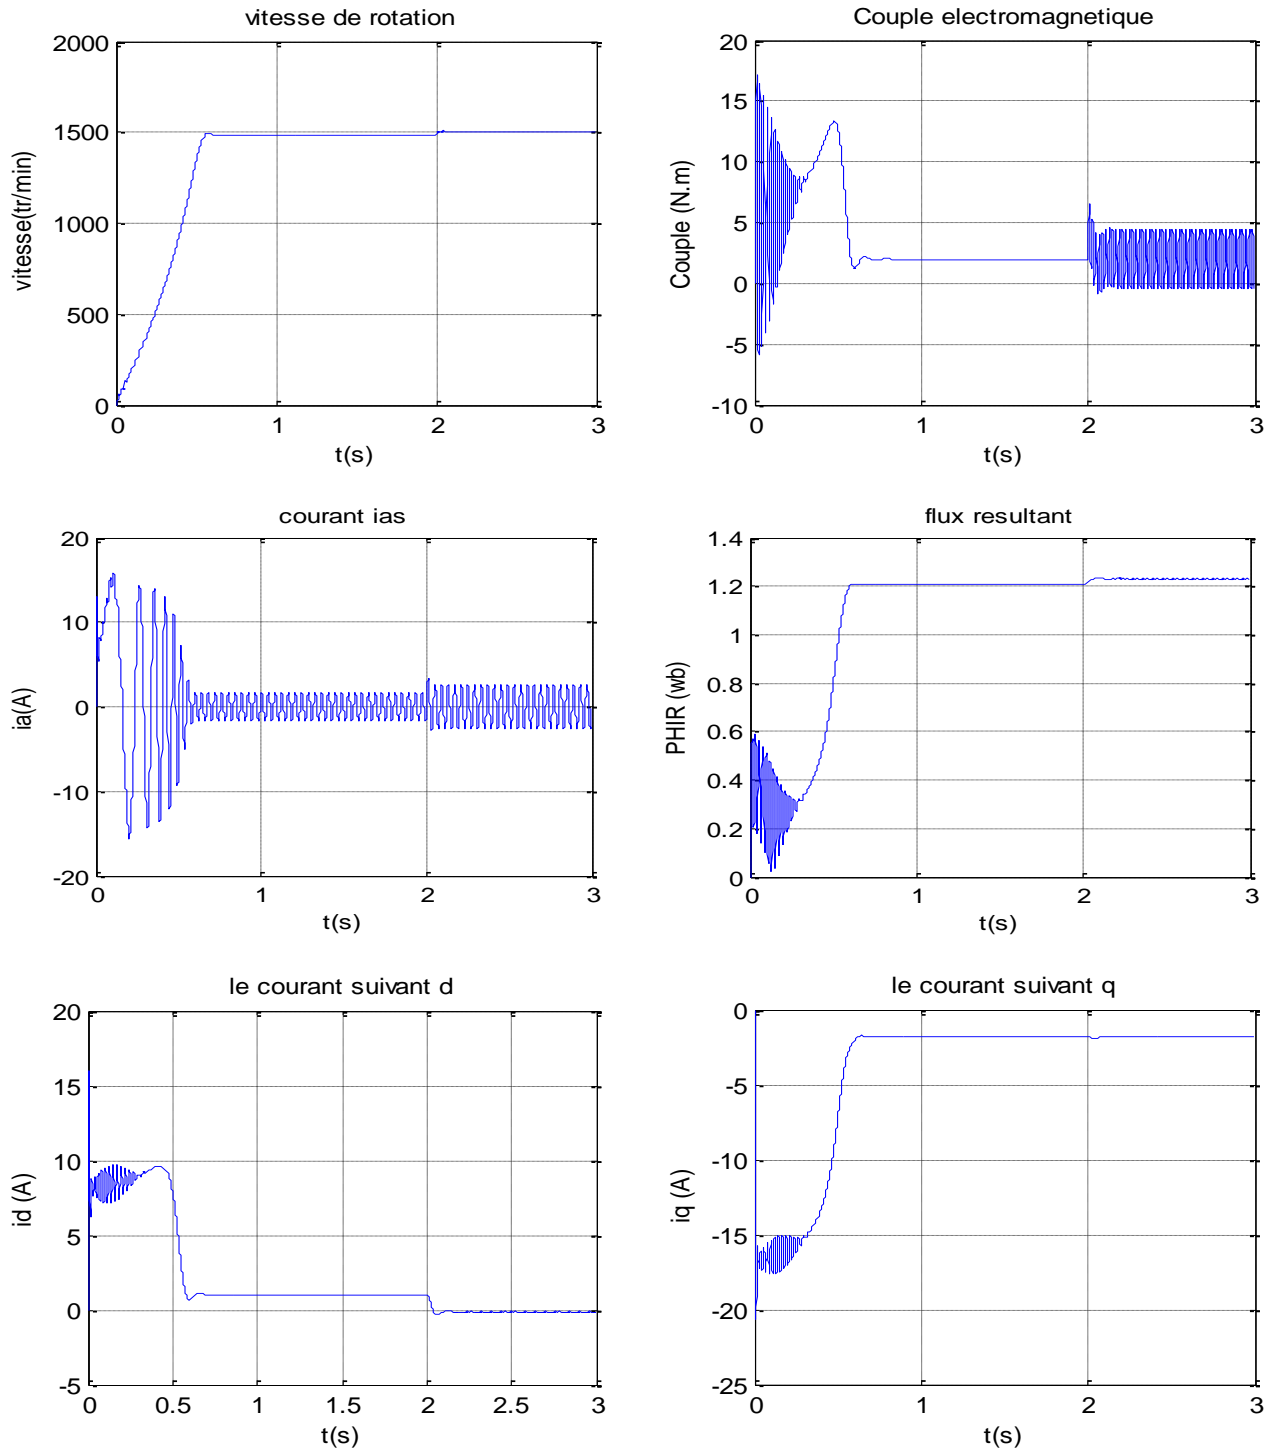 vitesse de rotation
2000
1500
1000
500
0
vitesse(tr/min)
0 1 2 3
t(s)
Couple electromagnetique
20
15
10
5
0
-5
-10
Couple (N.m)
0 1 2 3
t(s)
courant ias
20
10
0
-10
-20
ia(A)
0 1 2 3
t(s)
flux resultant
1.4
1.2
1
0.8
0.6
0.4
0.2
0
PHIR (wb)
0 1 2 3
t(s)
le courant suivant d
20
15
10
5
0
-5
id (A)
0 0.5 1 1.5 2 2.5 3
t(s)
le courant suivant q
0
-5
-10
-15
-20
-25
iq (A)
0 1 2 3
t(s)